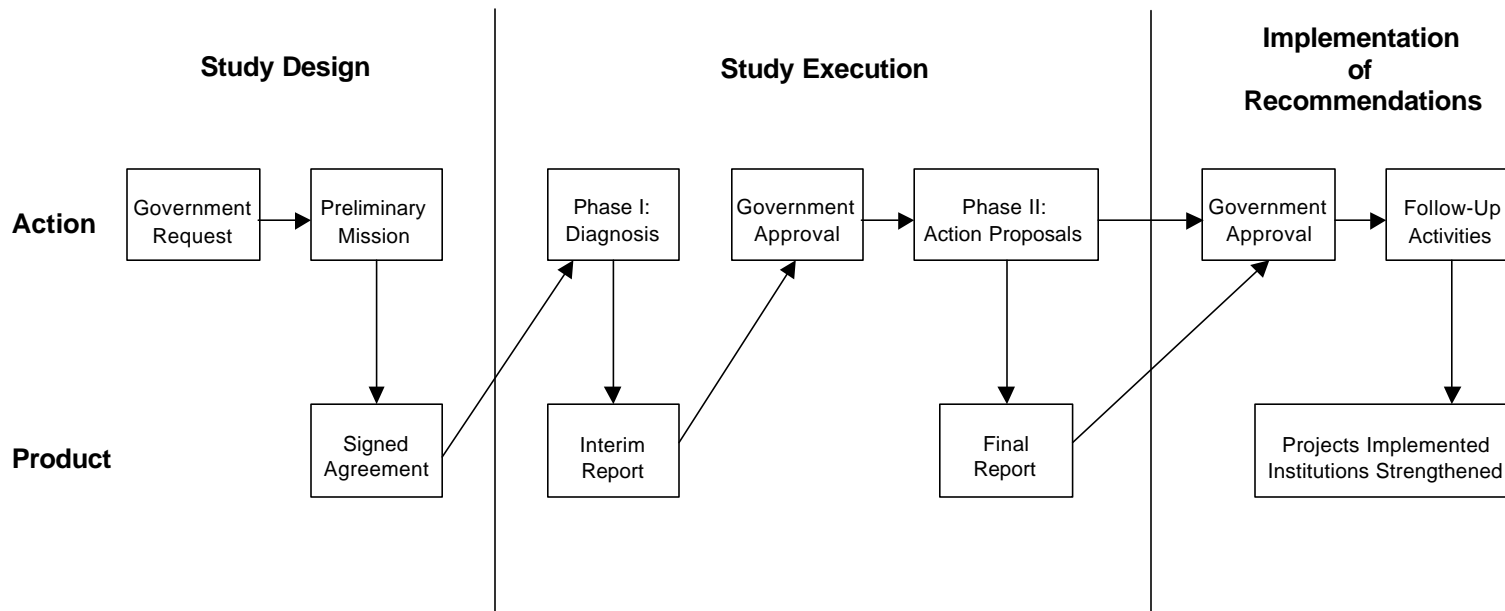 Study Design
Study Execution
Implementation
of
Recommendations
Action
Government
Request
Preliminary
Mission
Phase I:
Diagnosis
Government
Approval
Phase II:
Action Proposals
Government
Approval
Follow-Up
Activities
Product
Signed
Agreement
Interim
Report
Final
Report
Projects Implemented
Institutions Strengthened